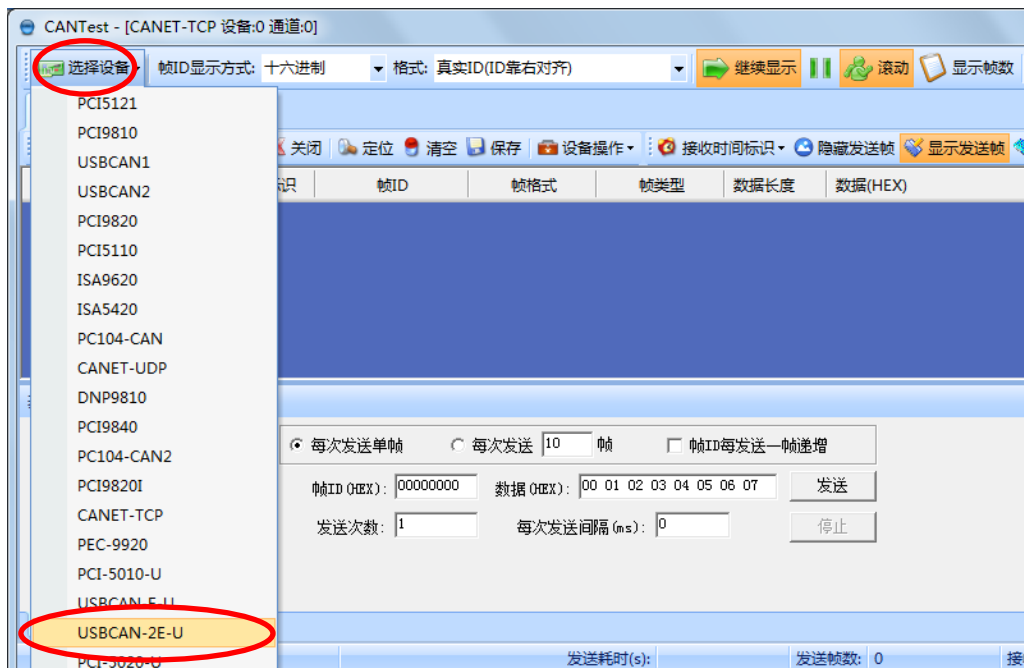 CANTest - [CANET-TCP 设备:0 通道:0]
选择设备 帧ID显示方式: 十六进制 格式: 真实ID(ID靠右对齐) 继续显示 滚动 显示帧数
关闭 定位 清空 保存 设备操作 接收时间标识 隐藏发送帧 显示发送帧
识 帧ID 帧格式 帧类型 数据长度 数据(HEX)
PCI5121
PCI9810
USBCAN1
USBCAN2
PCI9820
PCI5110
ISA9620
ISA5420
PC104-CAN
CANET-UDP
DNP9810
PCI9840
PC104-CAN2
PCI9820I
CANET-TCP
PEC-9920
PCI-5010-U
USBCAN-E-U
USBCAN-2E-U
PCI-5020-U
每次发送单帧 每次发送 10 帧 帧ID每发送一帧递增
帧ID(HEX): 00000000 数据(HEX): 00 01 02 03 04 05 06 07 发送
发送次数: 1 每次发送间隔(ms): 0 停止
发送耗时(s): 发送帧数: 0 接